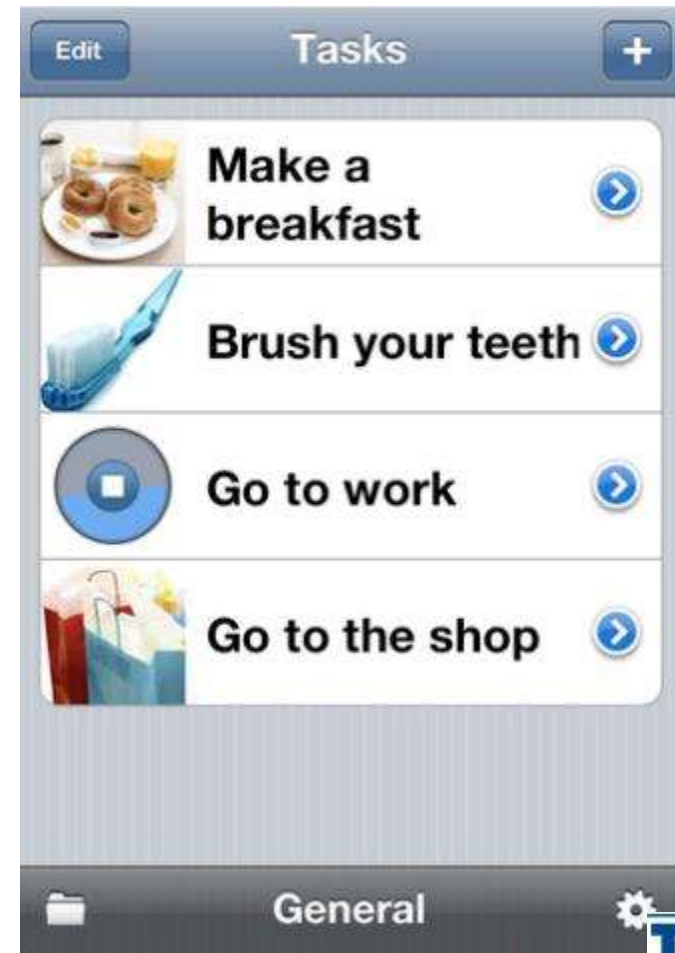 Edit
Tasks
+
Make a
breakfast
Brush your teeth
Go to work
Go to the shop
General